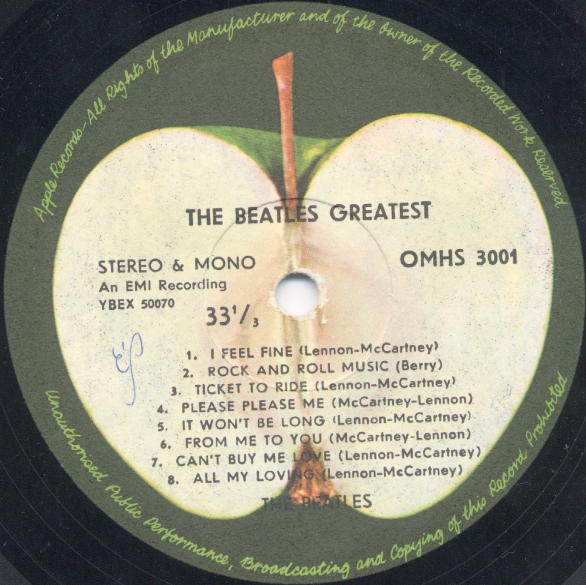 Apple Records—All Rights of the Manufacturer and of the Owner of the Recorded Work Reserved
THE BEATLES GREATEST
STEREO & MONO
OMHS 3001
An EMI Recording
YBEX 50070
33¹/₃
1. I FEEL FINE (Lennon-McCartney)
2. ROCK AND ROLL MUSIC (Berry)
3. TICKET TO RIDE (Lennon-McCartney)
4. PLEASE PLEASE ME (McCartney-Lennon)
5. IT WON'T BE LONG (Lennon-McCartney)
6. FROM ME TO YOU (McCartney-Lennon)
7. CAN'T BUY ME LOVE (Lennon-McCartney)
8. ALL MY LOVING (Lennon-McCartney)
THE BEATLES
Unauthorised Public Performance, Broadcasting and Copying of this Record Prohibited